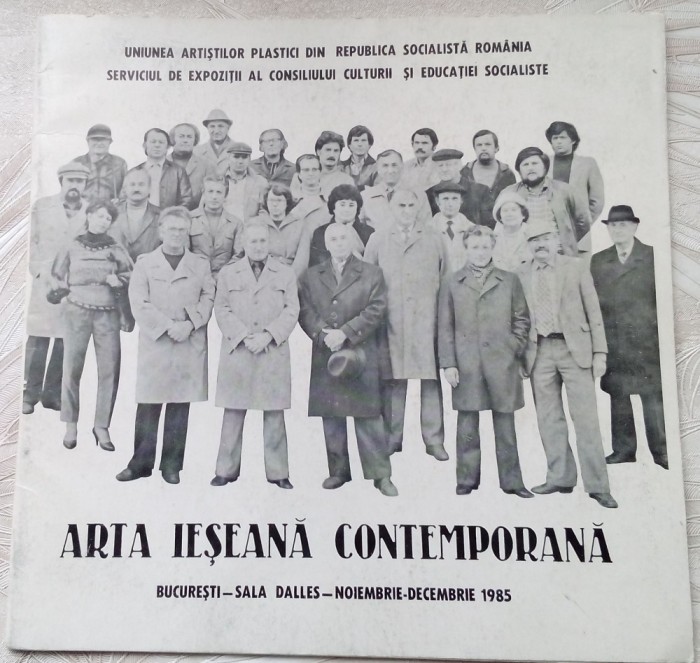 UNIUNEA ARTIȘTILOR PLASTICI DIN REPUBLICA SOCIALISTĂ ROMÂNIA
SERVICIUL DE EXPOZIȚII AL CONSILIULUI CULTURII ȘI EDUCAȚIEI SOCIALISTE
ARTA IEȘEANĂ CONTEMPORANĂ
BUCUREȘTI—SALA DALLES—NOIEMBRIE-DECEMBRIE 1985